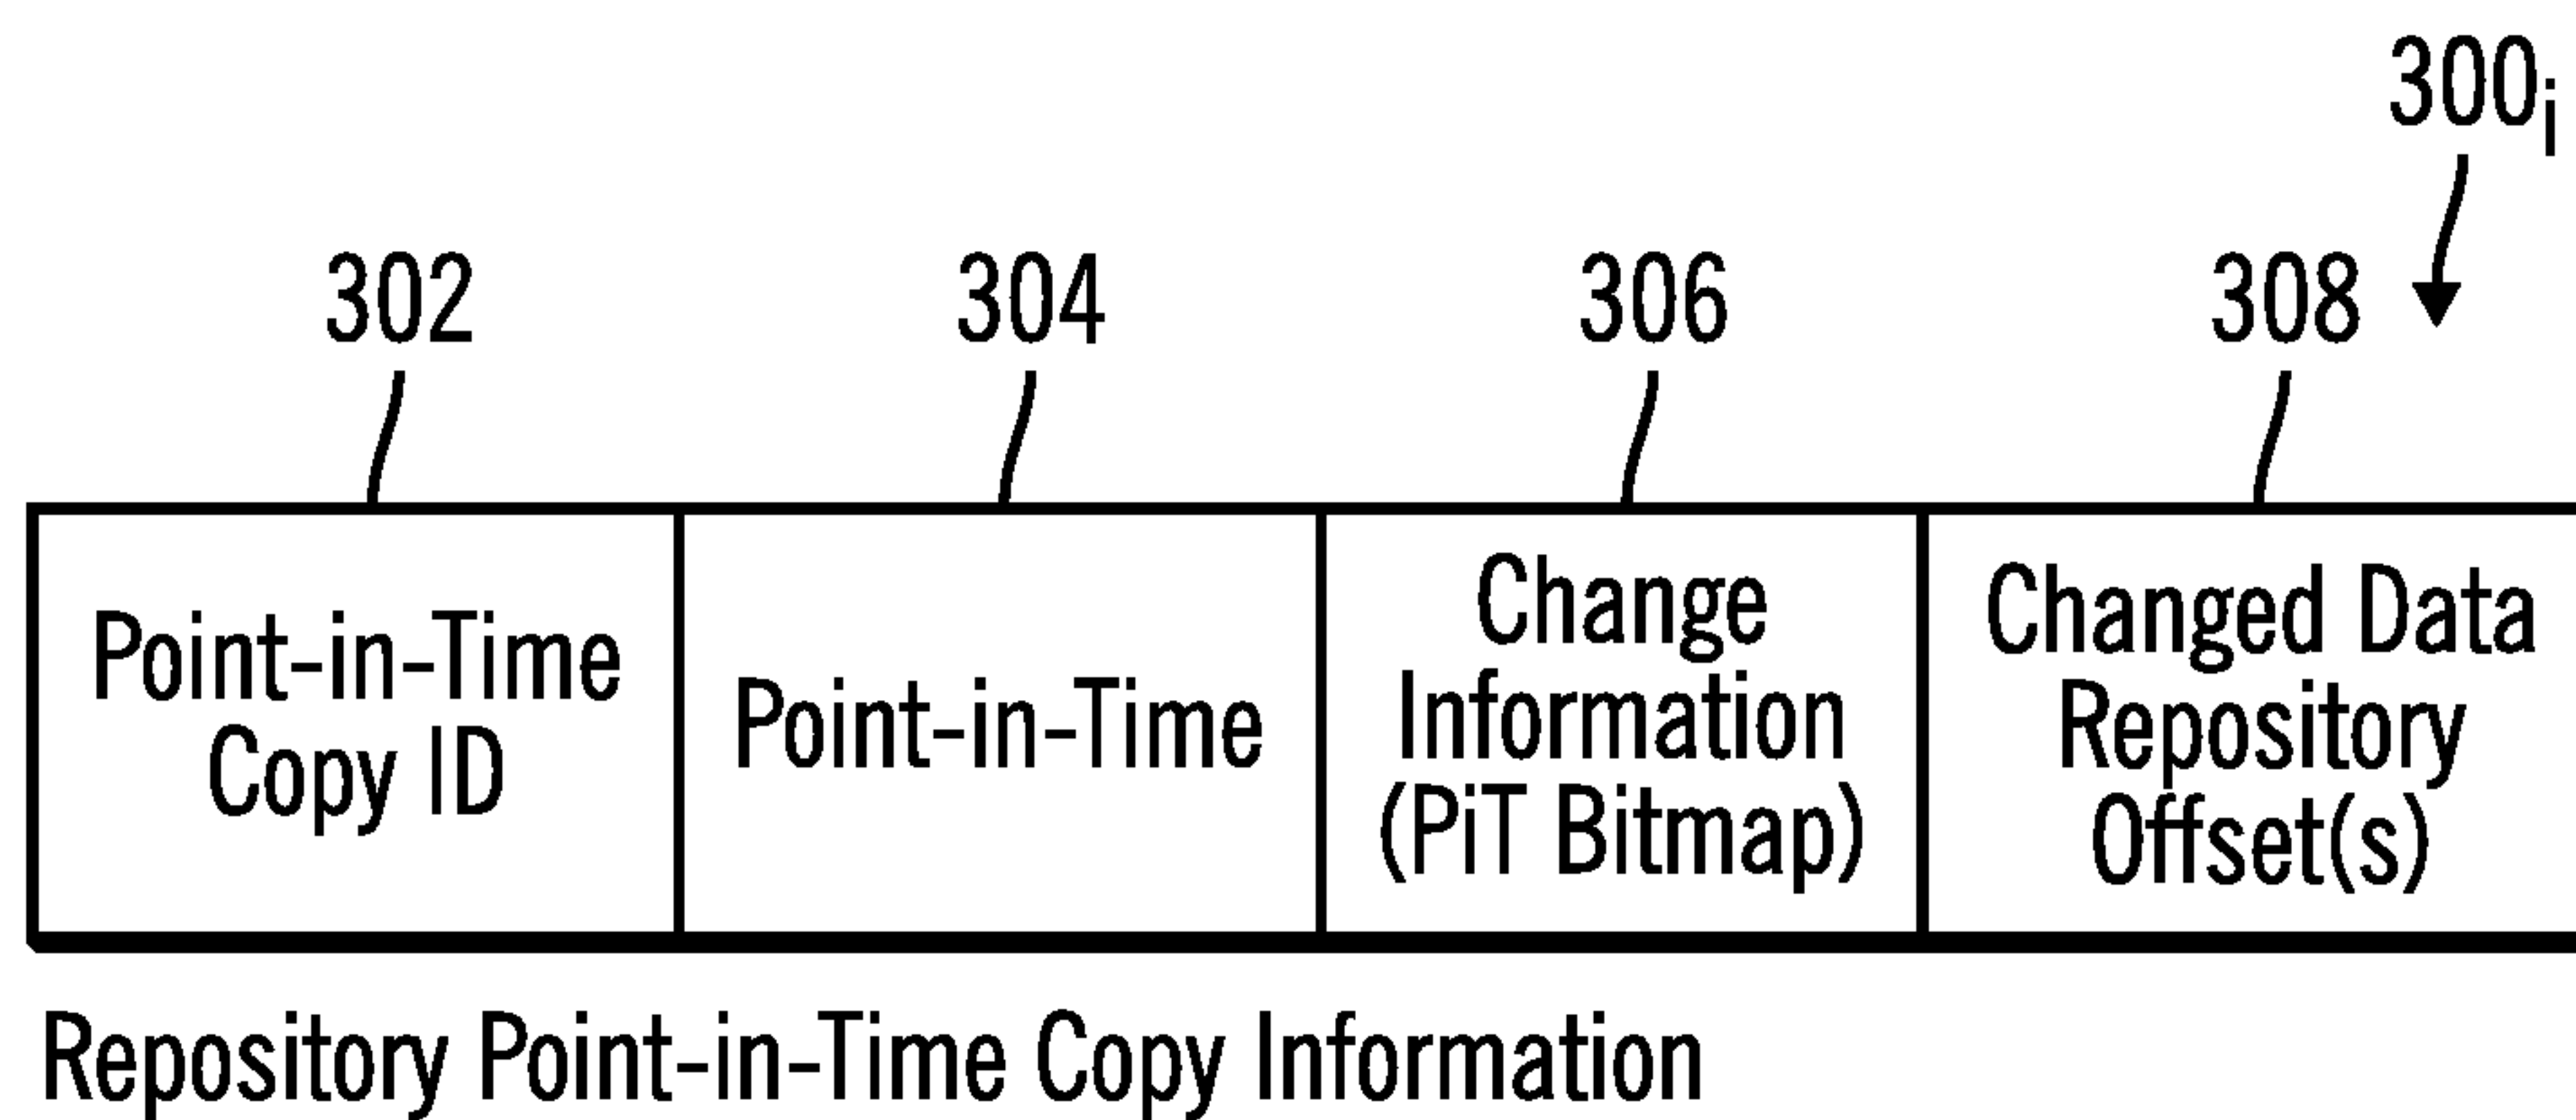 300i
302
304
306
308
Point-in-Time
Copy ID
Point-in-Time
Change
Information
(PiT Bitmap)
Changed Data
Repository
Offset(s)
Repository Point-in-Time Copy Information